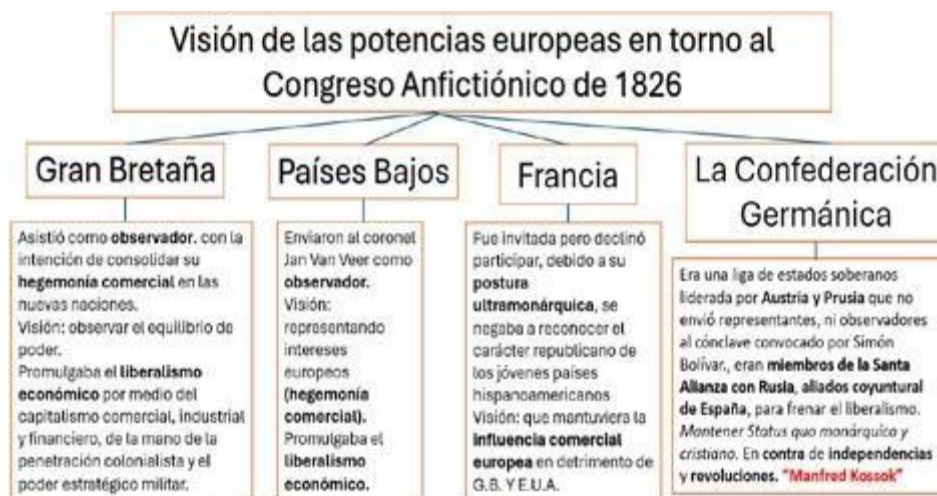 Visión de las potencias europeas en torno al
Congreso Anfictiónico de 1826
Gran Bretaña
Asistió como observador. con la
intención de consolidar su
hegemonía comercial en las
nuevas naciones.
Visión: observar el equilibrio de
poder.
Promulgaba el liberalismo
económico por medio del
capitalismo comercial, industrial
y financiero, de la mano de la
penetración colonialista y el
poder estratégico militar.
Países Bajos
Enviaron al coronel
Jan Van Veer como
observador.
Visión:
representando
intereses
europeos
(hegemonía
comercial).
Promulgaba el
liberalismo
económico.
Francia
Fue invitada pero declinó
participar, debido a su
postura
ultramonárquica, se
negaba a reconocer el
carácter republicano de
los jóvenes países
hispanoamericanos
Visión: que mantuviera la
influencia comercial
europea en detrimento de
G.B. Y E.U.A.
La Confederación
Germánica
Era una liga de estados soberanos
liderada por Austria y Prusia que no
envió representantes, ni observadores
al cónclave convocado por Simón
Bolívar., eran miembros de la Santa
Alianza con Rusia, aliados coyuntural
de España, para frenar el liberalismo.
Mantener Status quo monárquico y
cristiano. En contra de independencias
y revoluciones. "Manfred Kossok"